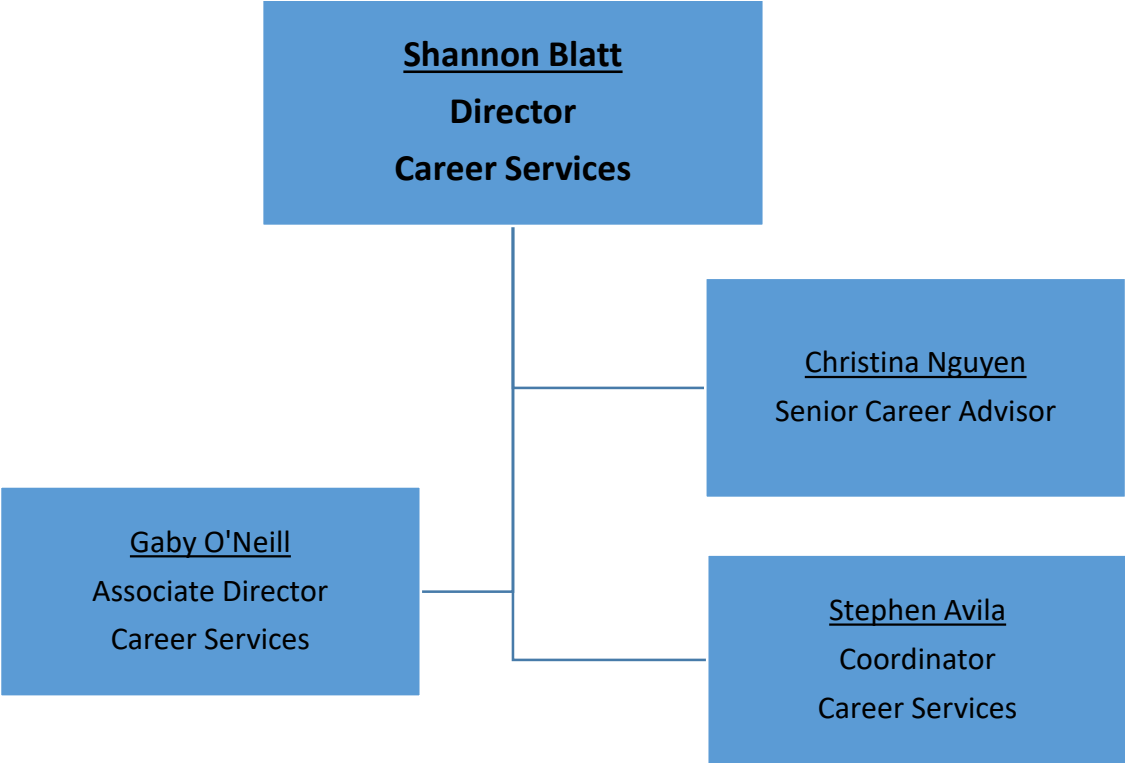 Shannon Blatt
Director
Career Services
Christina Nguyen
Senior Career Advisor
Gaby O'Neill
Associate Director
Career Services
Stephen Avila
Coordinator
Career Services